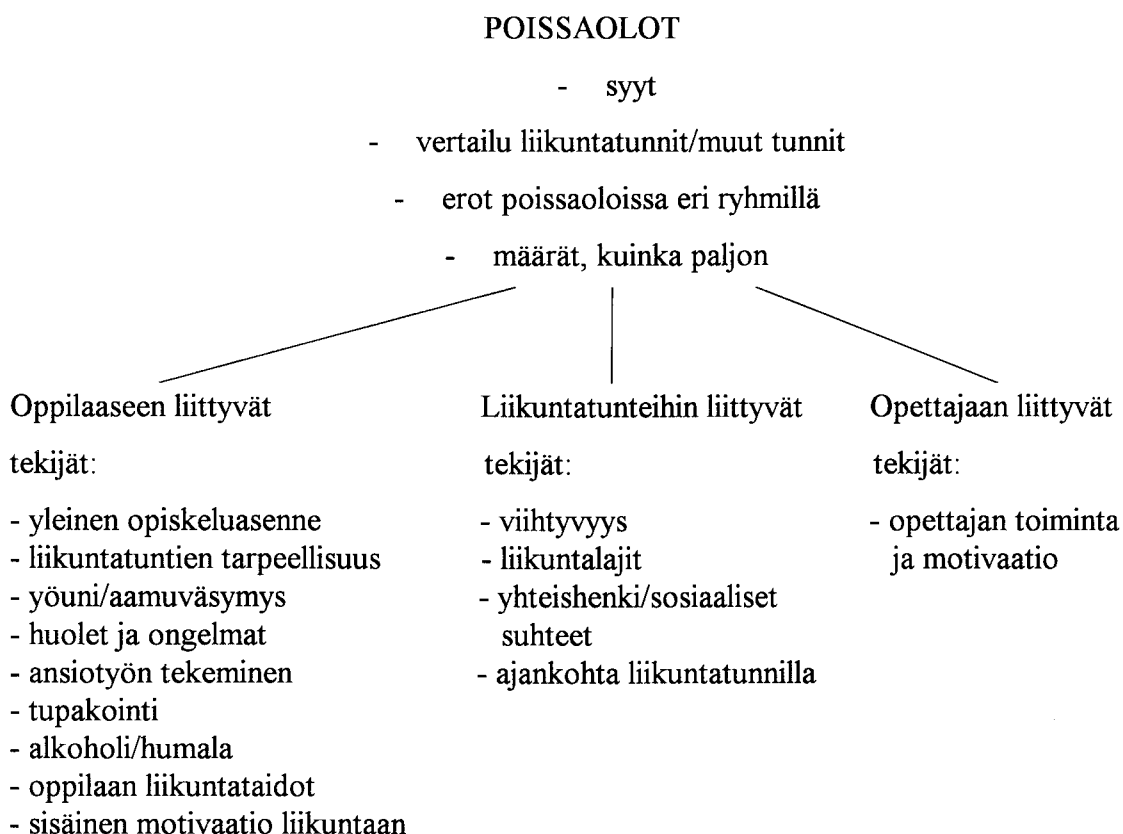 POISSAOLOT
- syyt
- vertailu liikuntatunnit/muut tunnit
- erot poissaoloissa eri ryhmillä
- määrät, kuinka paljon
Oppilaaseen liittyvät
tekijät:
- yleinen opiskeluasenne
- liikuntatuntien tarpeellisuus
- yöuni/aamuväsymys
- huolet ja ongelmat
- ansiotyön tekeminen
- tupakointi
- alkoholi/humala
- oppilaan liikuntataidot
- sisäinen motivaatio liikuntaan
Liikuntatunteihin liittyvät
tekijät:
- viihtyvyys
- liikuntalajit
- yhteishenki/sosiaaliset
suhteet
- ajankohta liikuntatunnilla
Opettajaan liittyvät
tekijät:
- opettajan toiminta
ja motivaatio